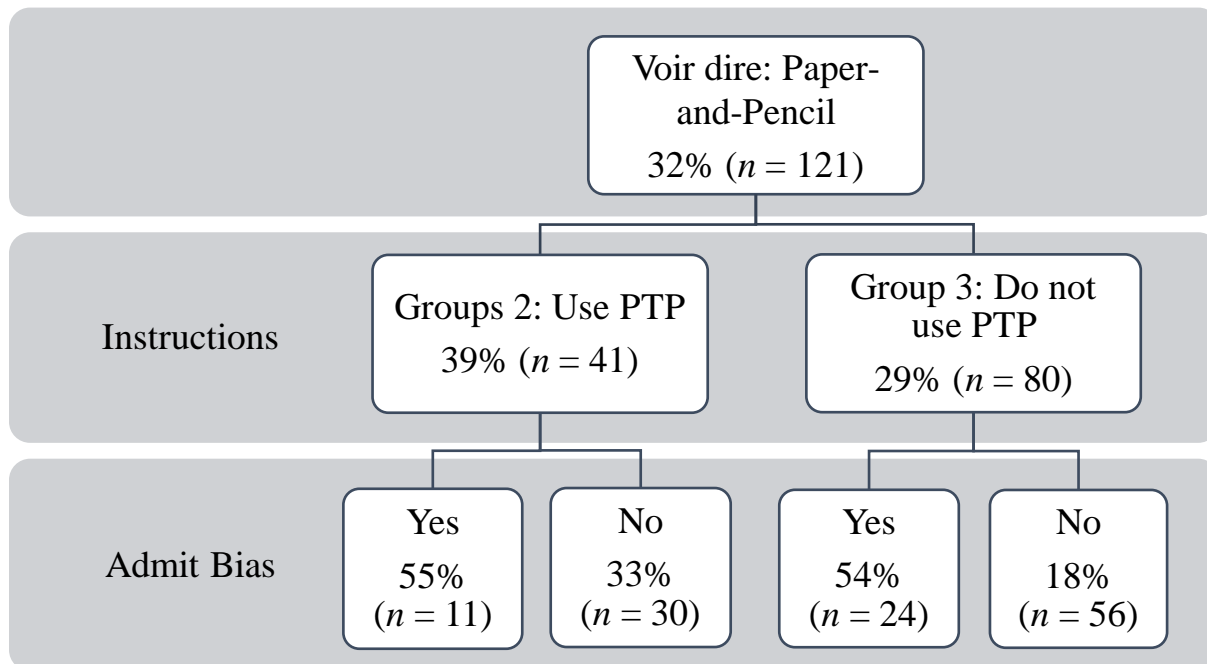 Voir dire: Paper-
and-Pencil
32% (n = 121)
Instructions
Groups 2: Use PTP
39% (n = 41)
Group 3: Do not
use PTP
29% (n = 80)
Admit Bias
Yes
55%
(n = 11)
No
33%
(n = 30)
Yes
54%
(n = 24)
No
18%
(n = 56)